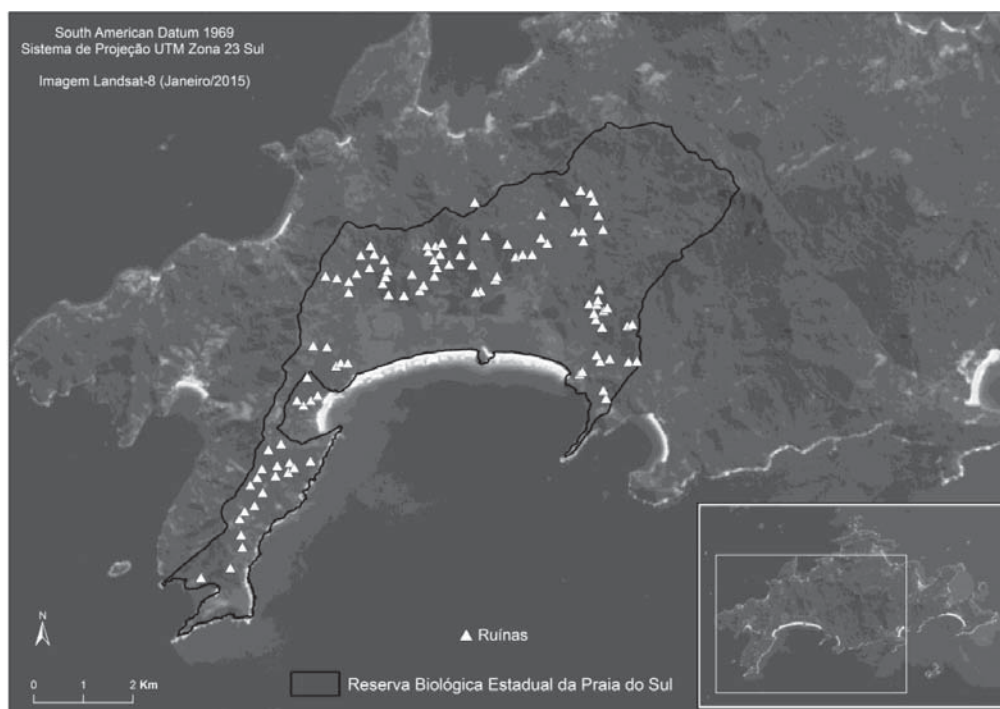 South American Datum 1969
Sistema de Projeção UTM Zona 23 Sul
Imagem Landsat-8 (Janeiro/2015)
N
0 1 2 Km
Ruínas
Reserva Biológica Estadual da Praia do Sul